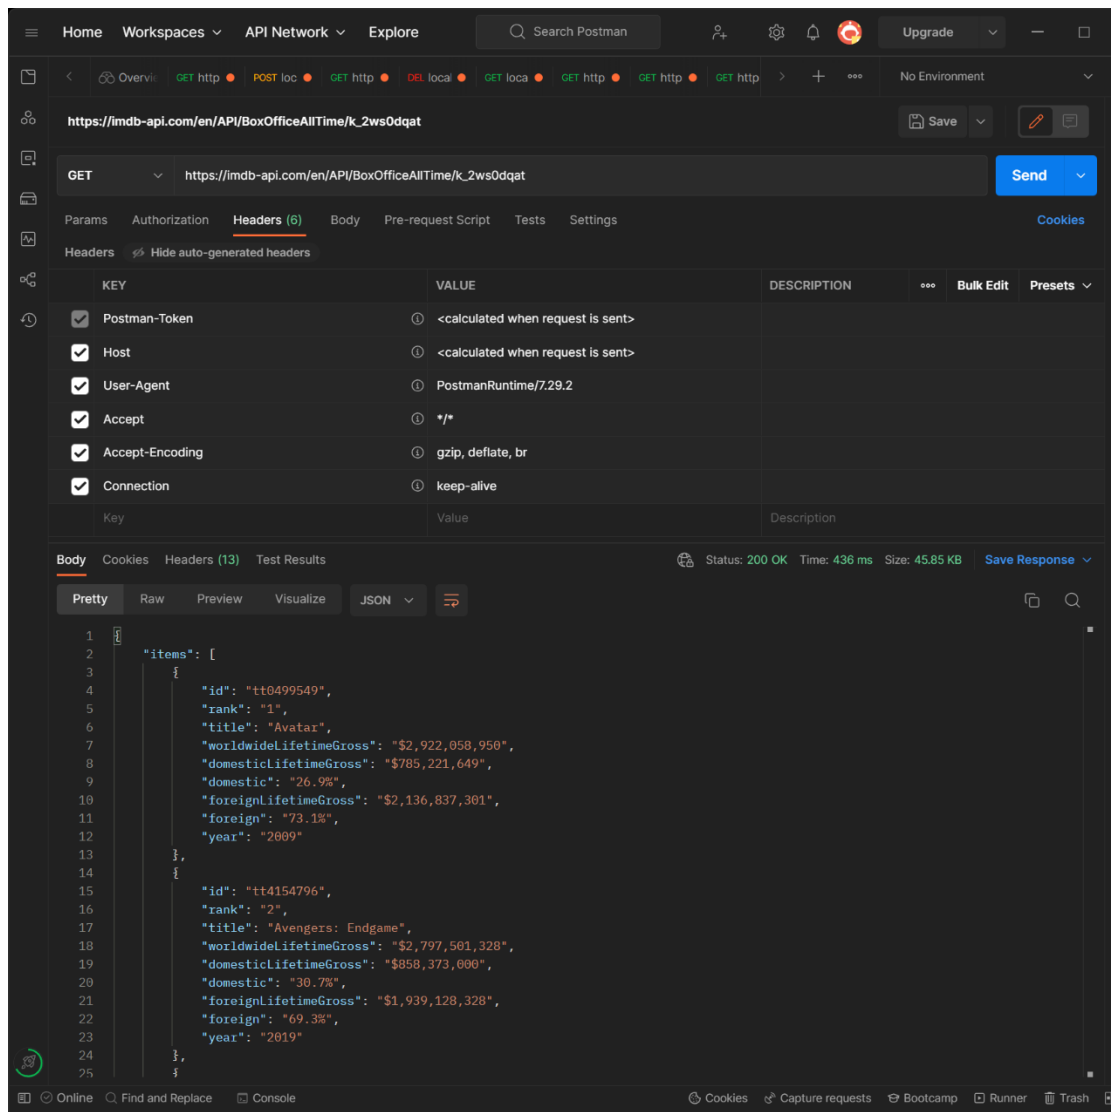 Home Workspaces API Network Explore Search Postman Upgrade
Overvie GET http POST loc GET http DEL local GET loca GET http GET http GET http No Environment
https://imdb-api.com/en/API/BoxOfficeAllTime/k_2ws0dqat Save
GET https://imdb-api.com/en/API/BoxOfficeAllTime/k_2ws0dqat Send
Params Authorization Headers (6) Body Pre-request Script Tests Settings Cookies
Headers Hide auto-generated headers
KEY VALUE DESCRIPTION Bulk Edit Presets
Postman-Token <calculated when request is sent>
Host <calculated when request is sent>
User-Agent PostmanRuntime/7.29.2
Accept */*
Accept-Encoding gzip, deflate, br
Connection keep-alive
Key Value Description
Body Cookies Headers (13) Test Results Status: 200 OK Time: 436 ms Size: 45.85 KB Save Response
Pretty Raw Preview Visualize JSON
1 {
2 "items": [
3 {
4 "id": "tt0499549",
5 "rank": "1",
6 "title": "Avatar",
7 "worldwideLifetimeGross": "$2,922,058,950",
8 "domesticLifetimeGross": "$785,221,649",
9 "domestic": "26.9%",
10 "foreignLifetimeGross": "$2,136,837,301",
11 "foreign": "73.1%",
12 "year": "2009"
13 },
14 {
15 "id": "tt4154796",
16 "rank": "2",
17 "title": "Avengers: Endgame",
18 "worldwideLifetimeGross": "$2,797,501,328",
19 "domesticLifetimeGross": "$858,373,000",
20 "domestic": "30.7%",
21 "foreignLifetimeGross": "$1,939,128,328",
22 "foreign": "69.3%",
23 "year": "2019"
24 },
25 {
Online Find and Replace Console Cookies Capture requests Bootcamp Runner Trash